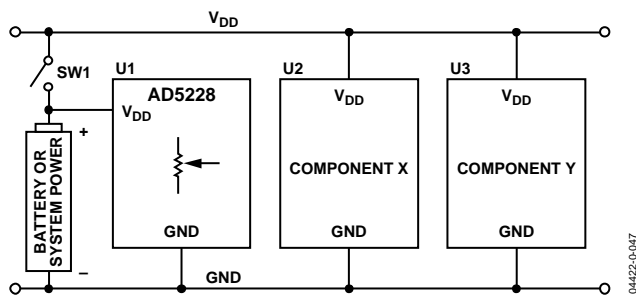 VDD
SW1
U1
U2
U3
AD5228
VDD
VDD
VDD
+
BATTERY OR
SYSTEM POWER
COMPONENT X
COMPONENT Y
GND
GND
GND
–
GND
04422-0-047